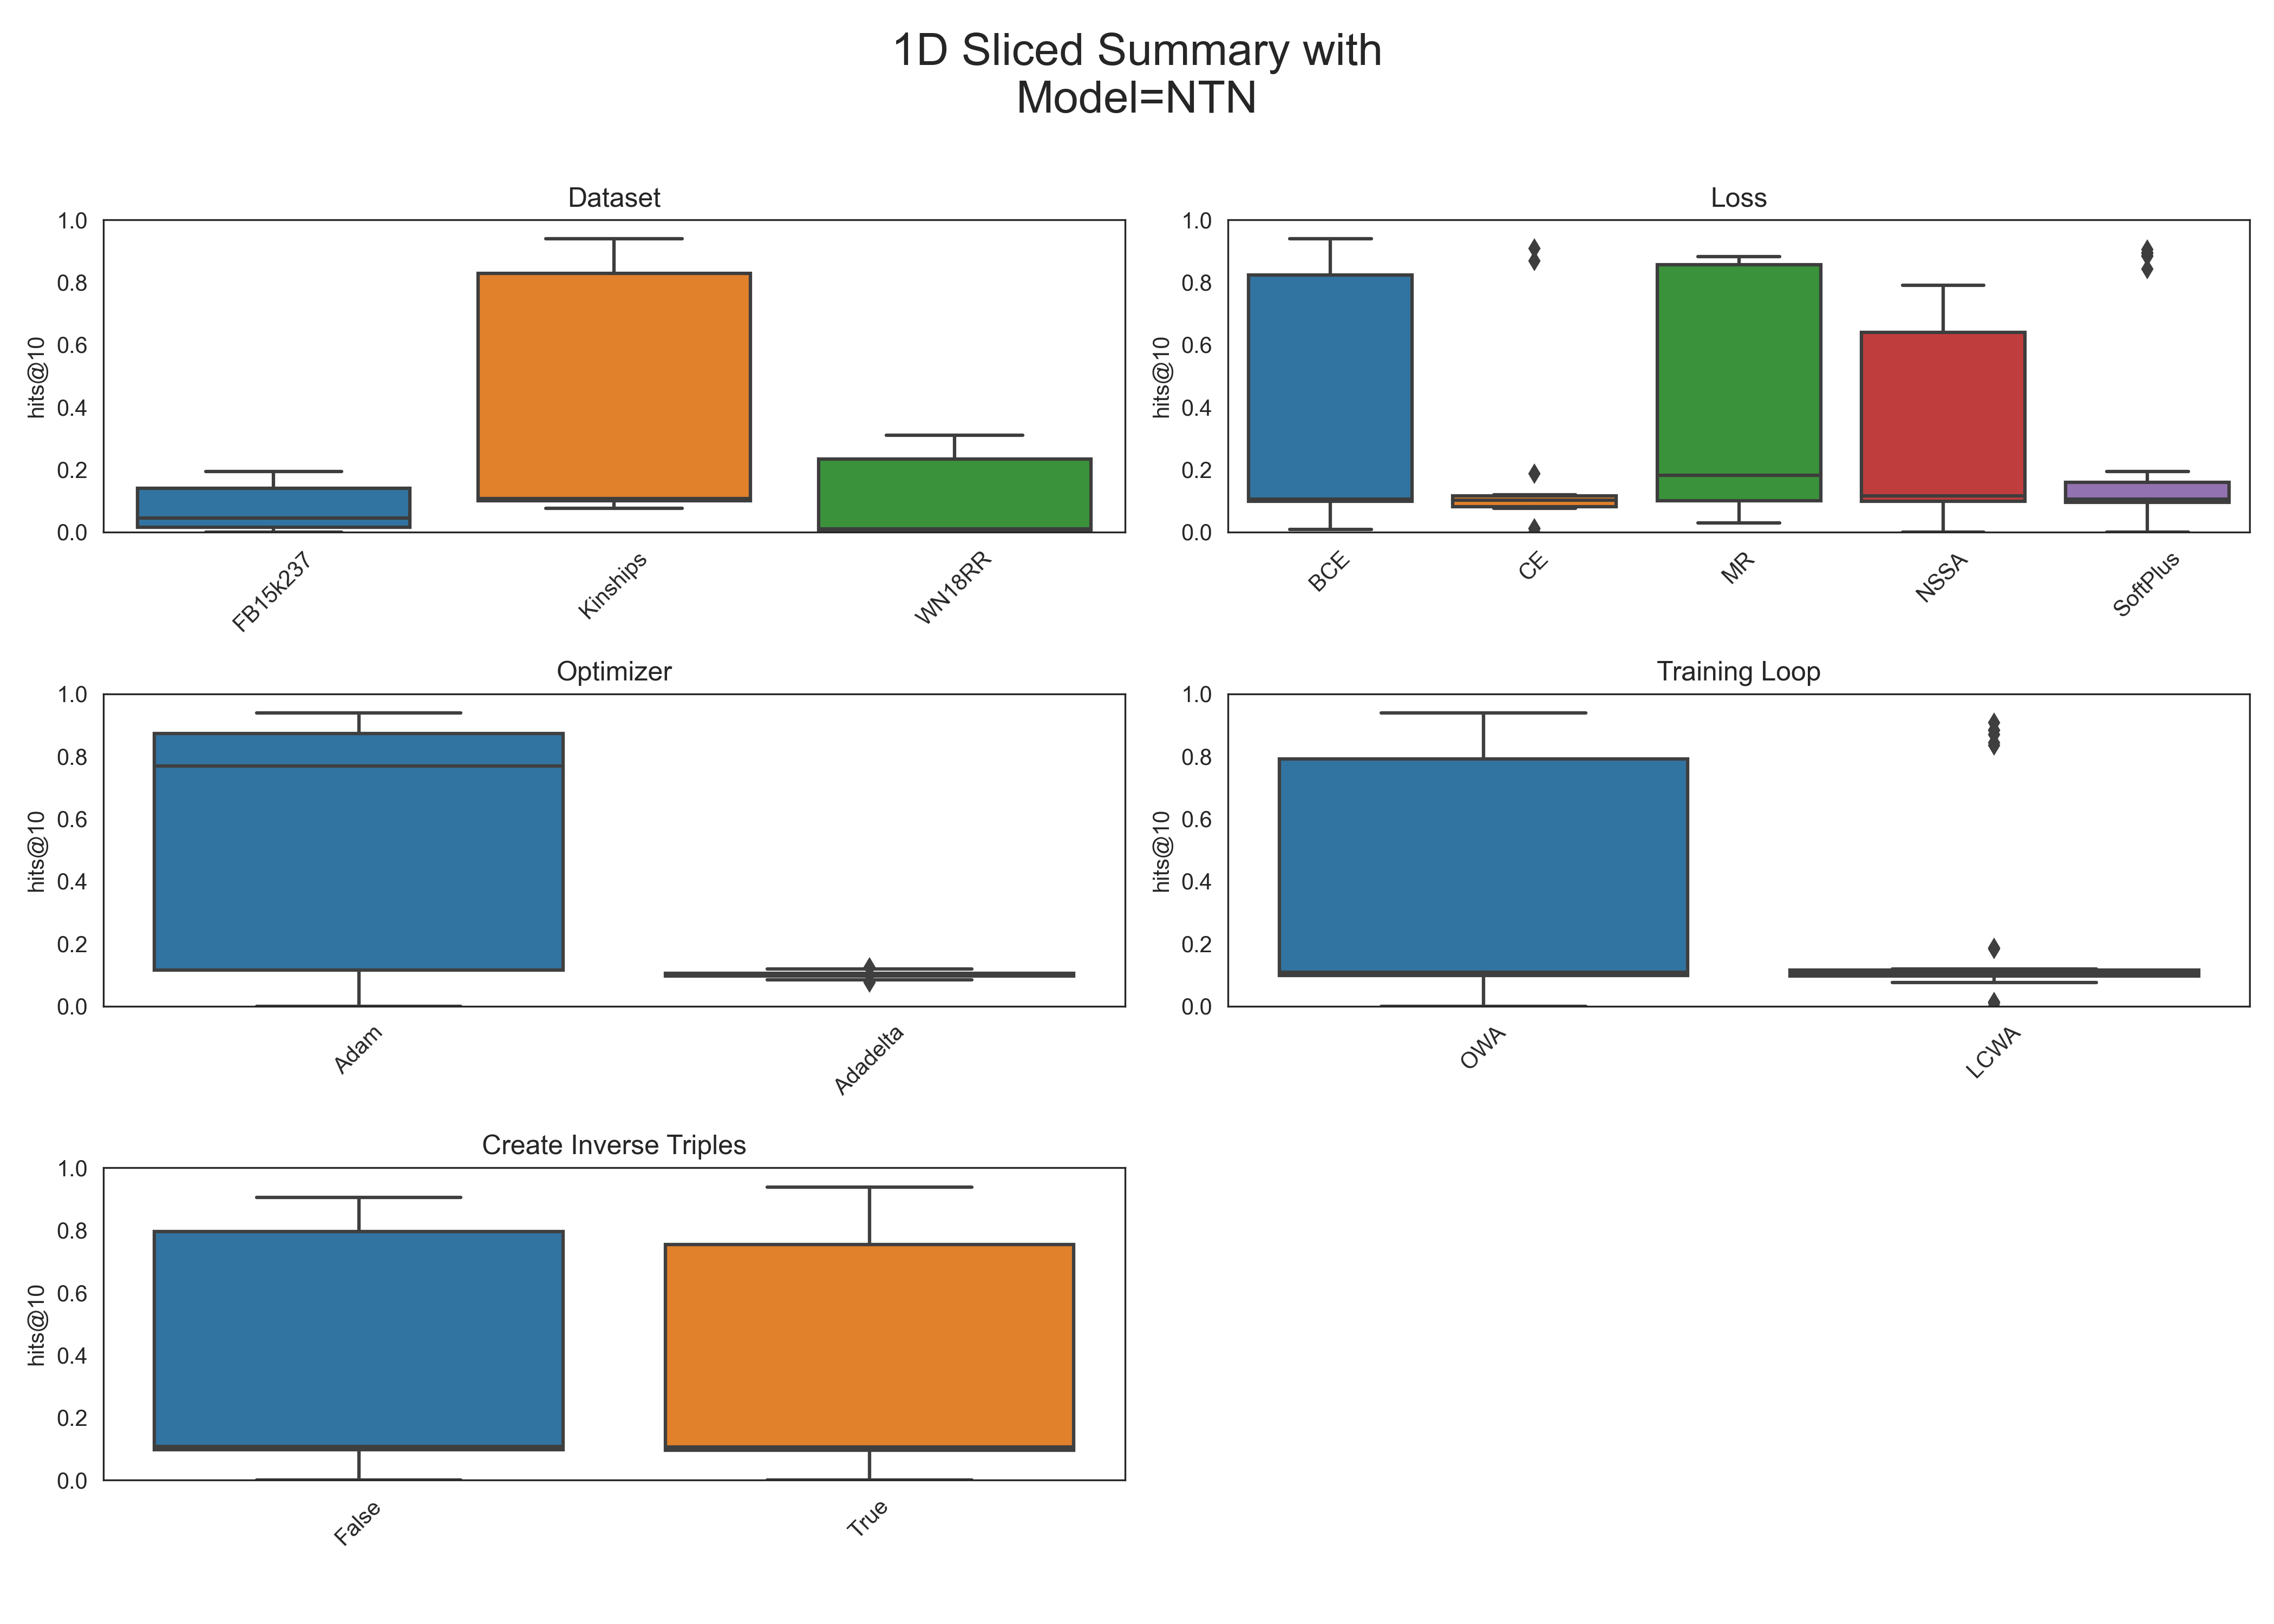 1D Sliced Summary with
Model=NTN
Dataset
1.0
0.8
0.6
0.4
0.2
0.0
hits@10
FB15k237
Kinships
WN18RR
Loss
1.0
0.8
0.6
0.4
0.2
0.0
hits@10
BCE
CE
MR
NSSA
SoftPlus
Optimizer
1.0
0.8
0.6
0.4
0.2
0.0
hits@10
Adam
Adadelta
Training Loop
1.0
0.8
0.6
0.4
0.2
0.0
hits@10
OWA
LCWA
Create Inverse Triples
1.0
0.8
0.6
0.4
0.2
0.0
hits@10
False
True